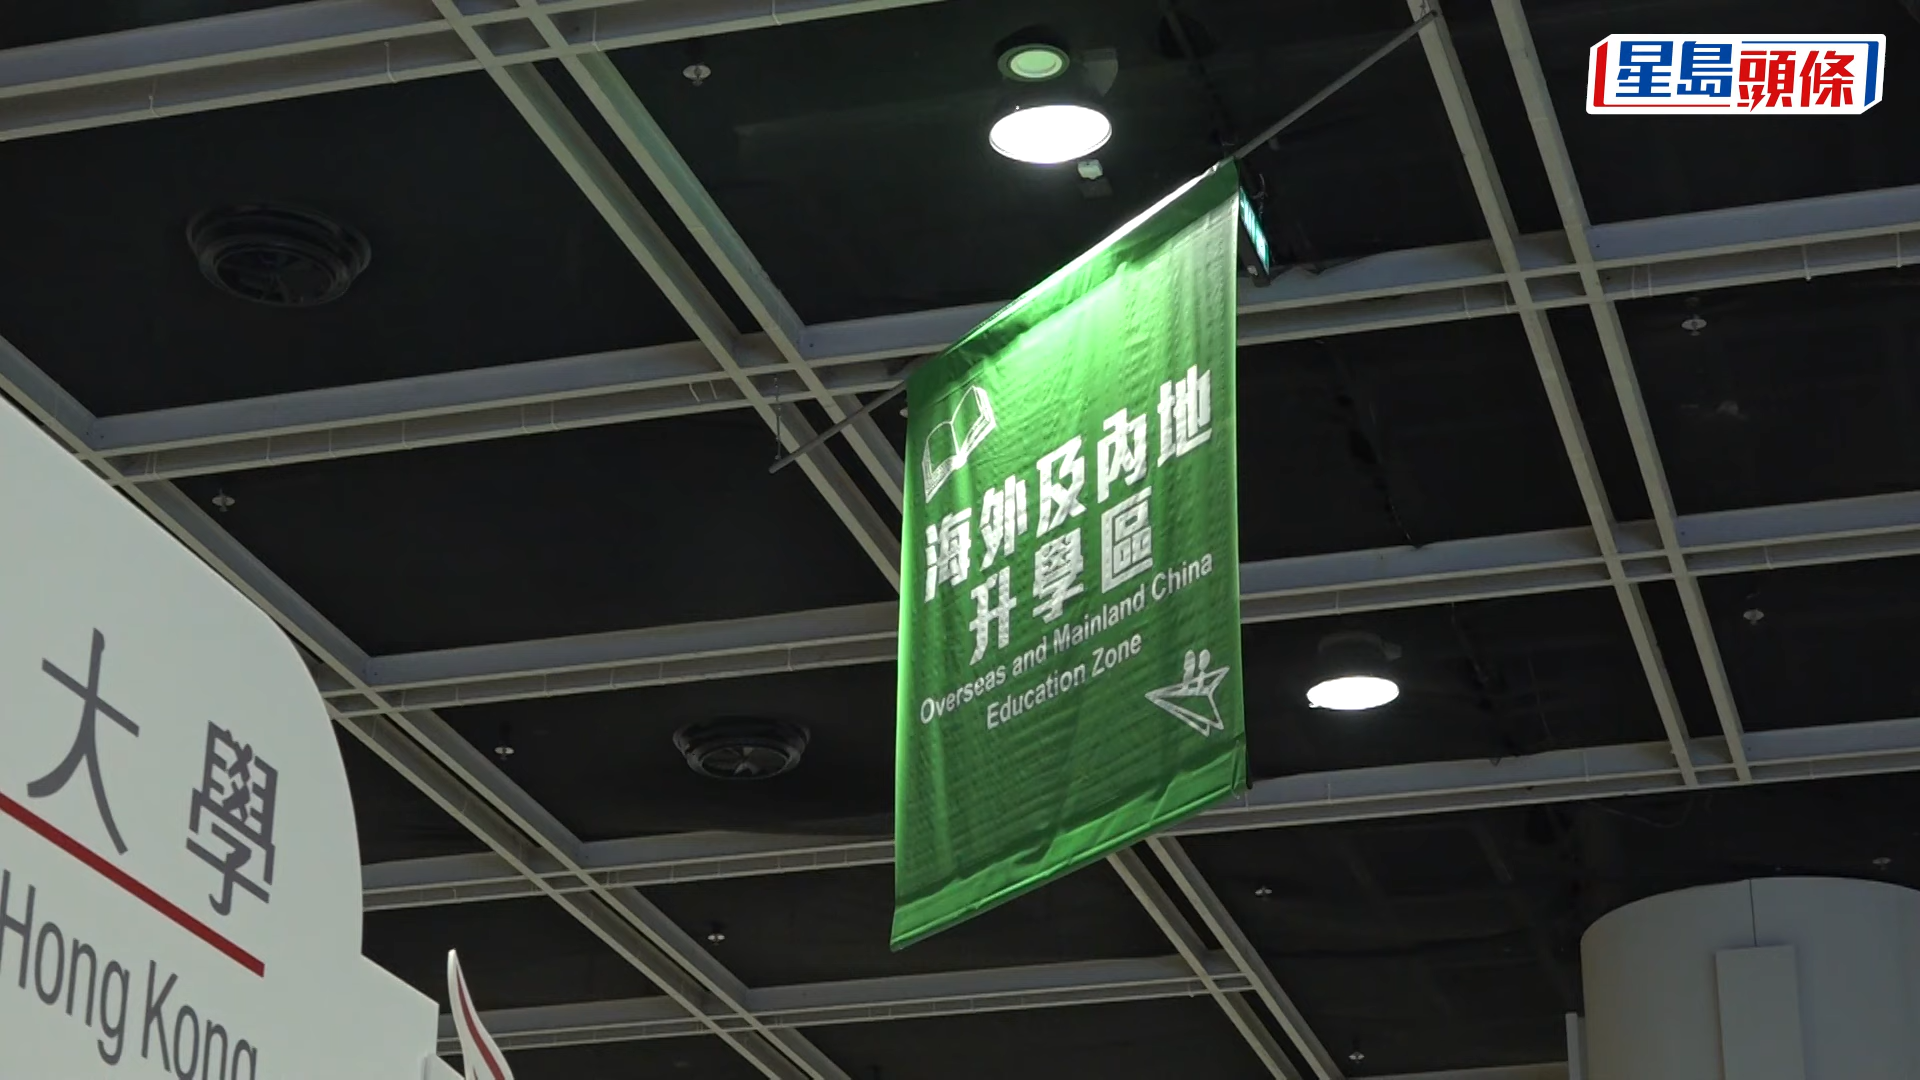 星島頭條
海外及內地
升學區
Overseas and Mainland China
Education Zone
大學
Hong Kong